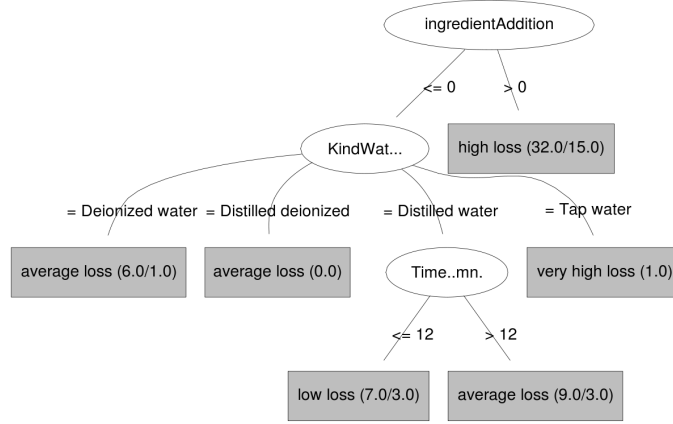 ingredientAddition
<= 0
> 0
KindWat...
high loss (32.0/15.0)
= Deionized water
= Distilled deionized
= Distilled water
= Tap water
average loss (6.0/1.0)
average loss (0.0)
Time..mn.
very high loss (1.0)
<= 12
> 12
low loss (7.0/3.0)
average loss (9.0/3.0)